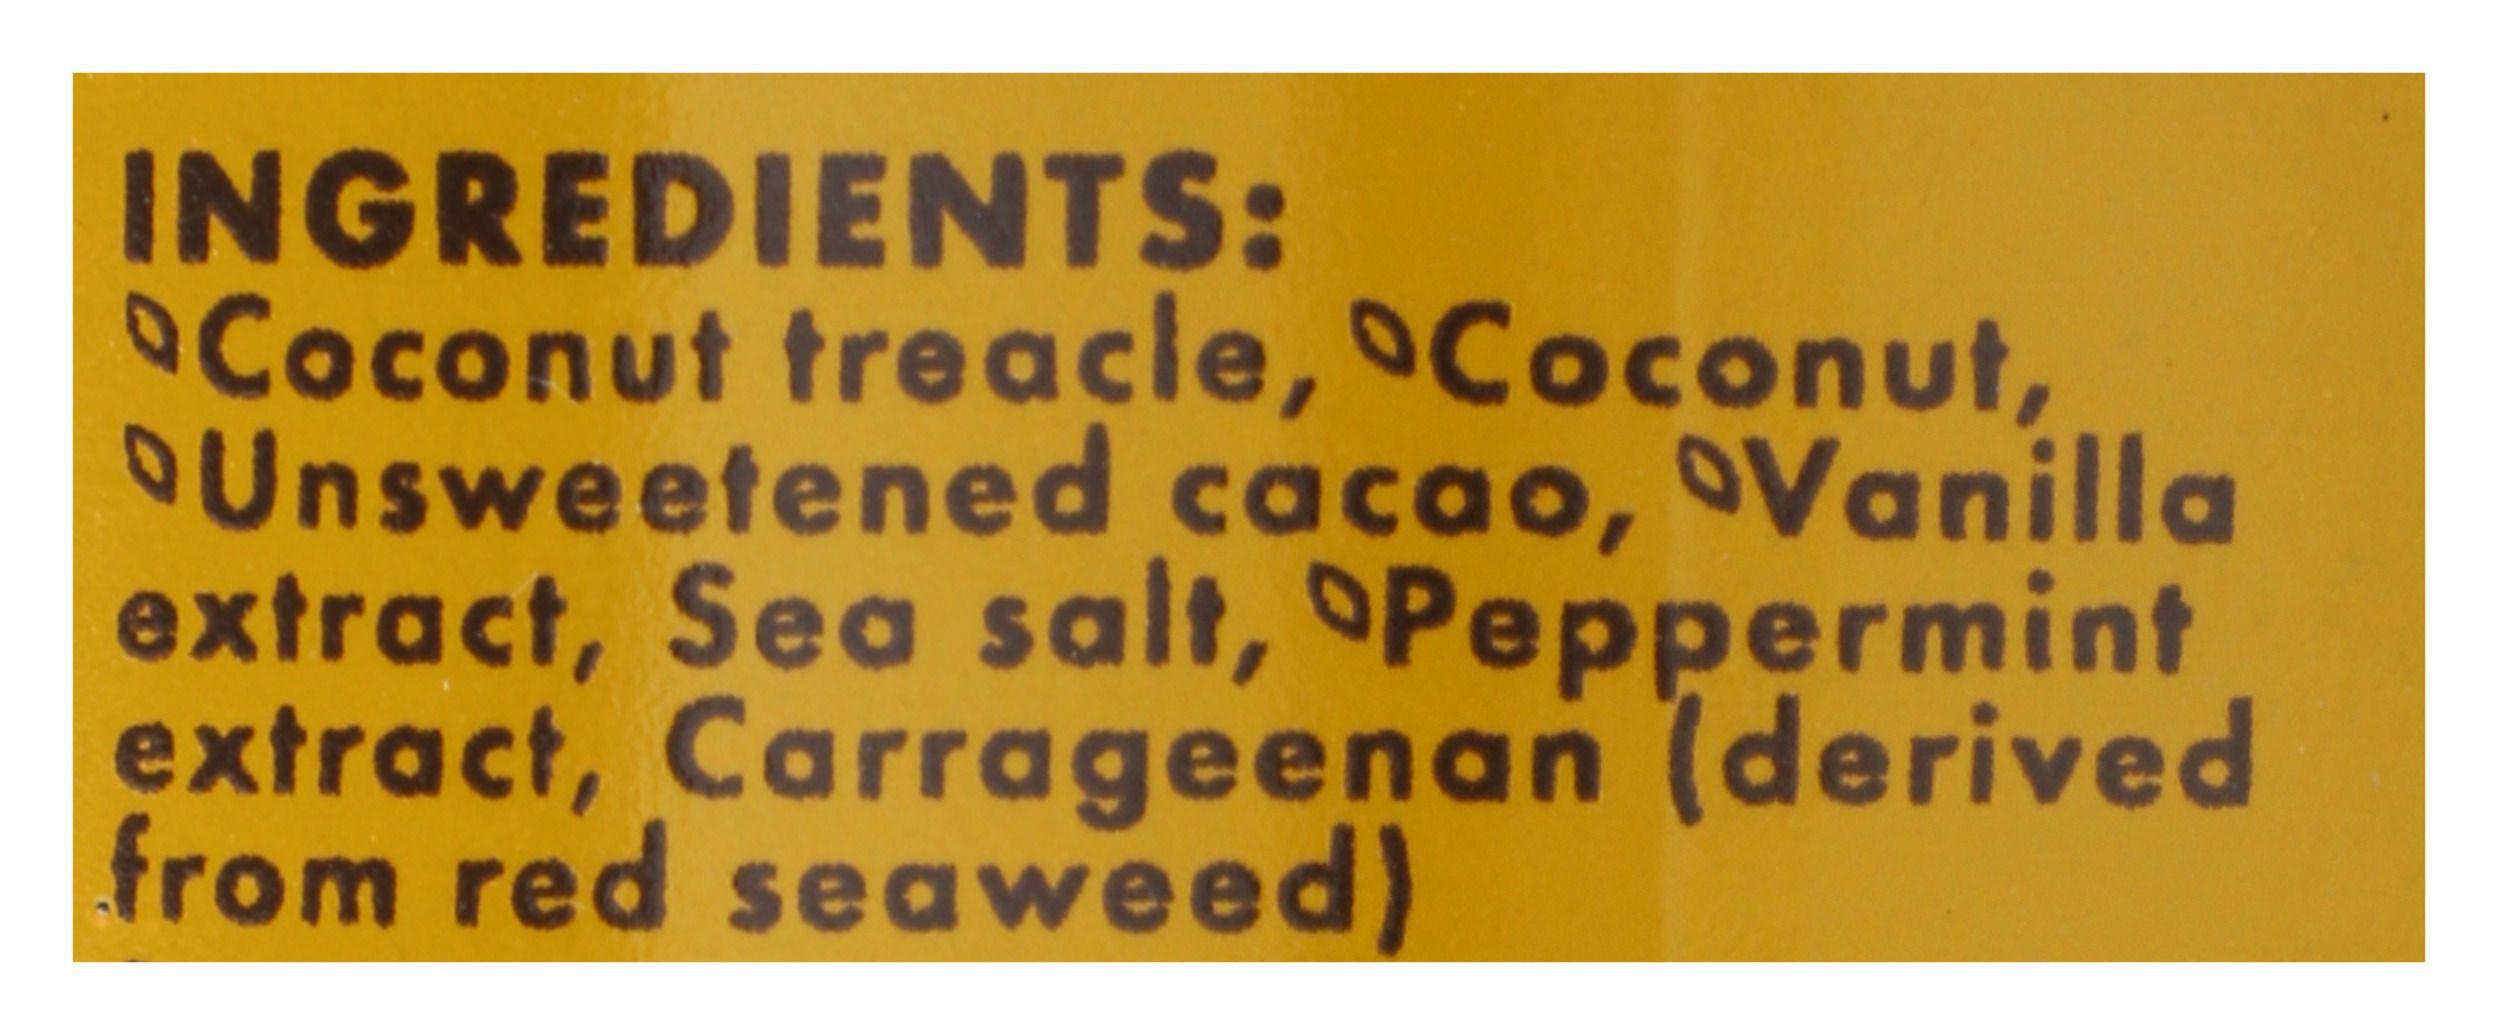 INGREDIENTS:
Coconut treacle, Coconut,
Unsweetened cacao, Vanilla
extract, Sea salt, Peppermint
extract, Carrageenan (derived
from red seaweed)